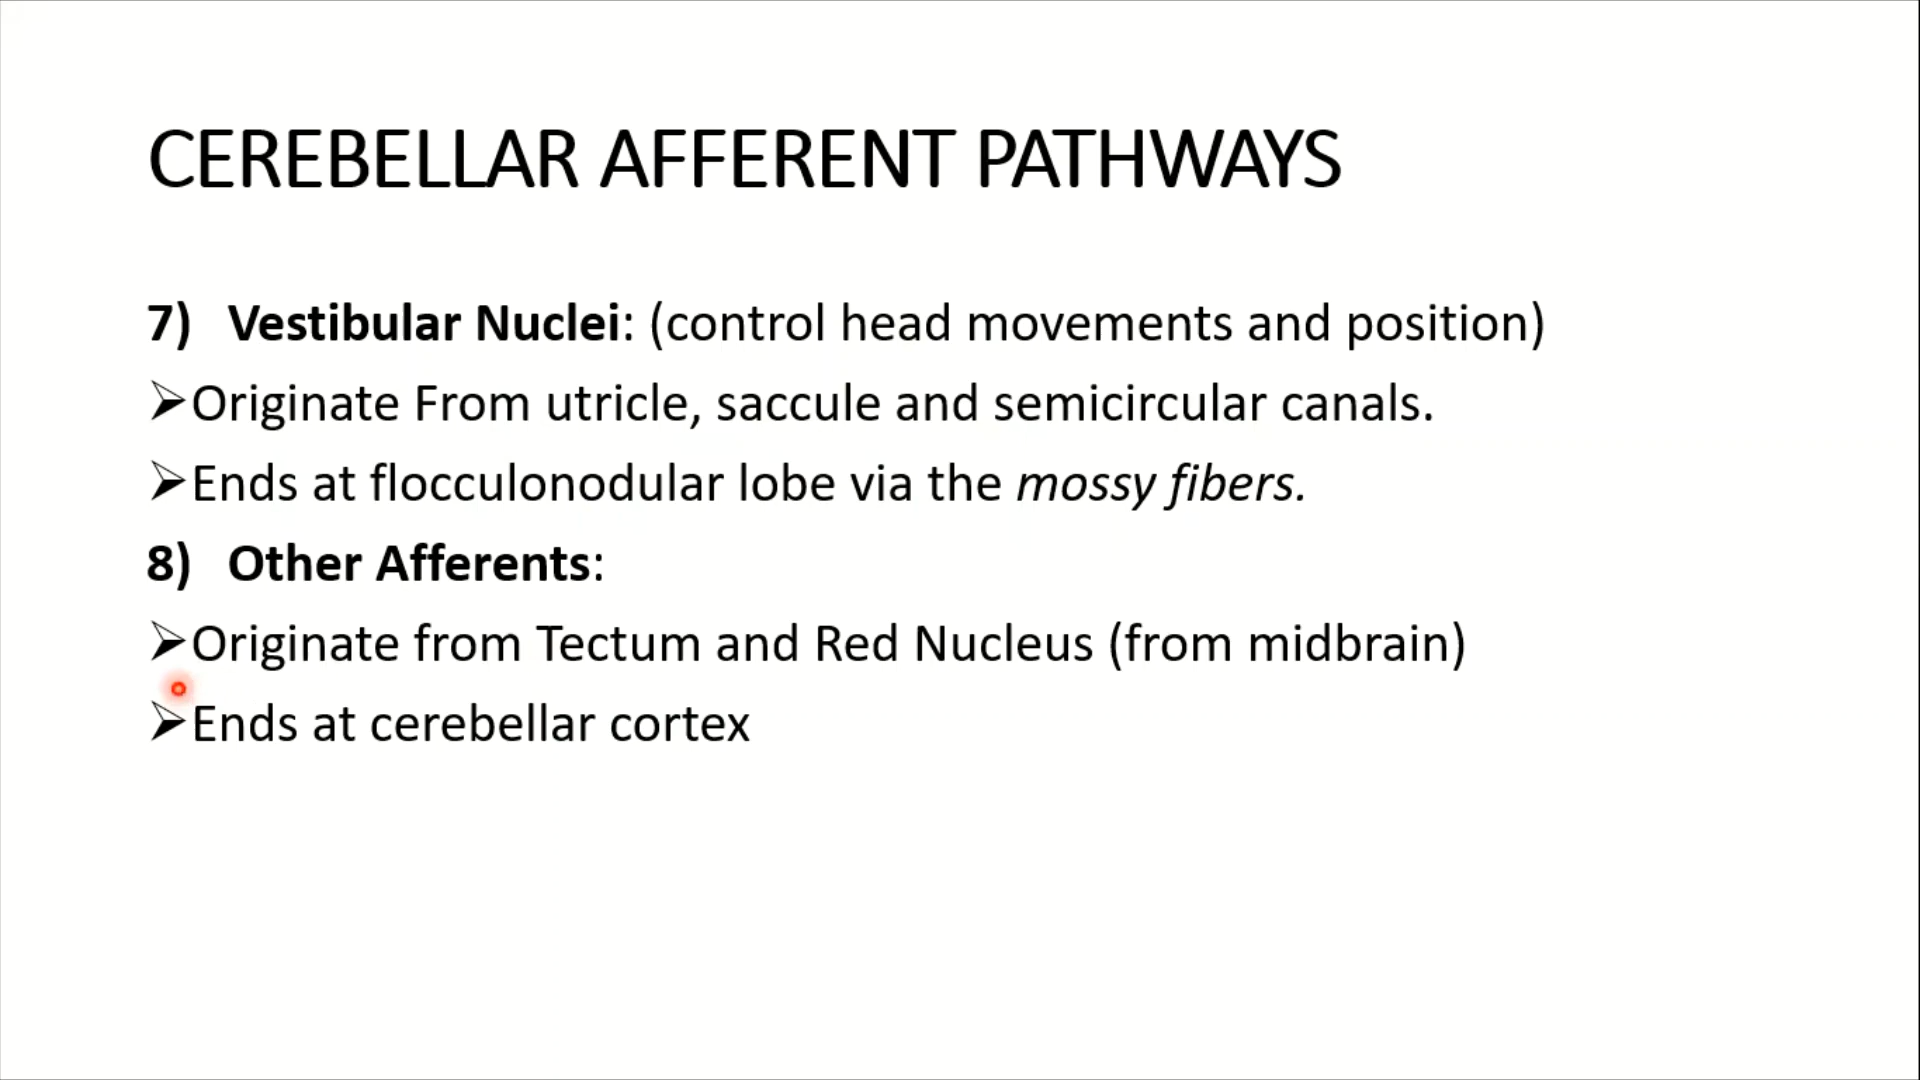 CEREBELLAR AFFERENT PATHWAYS
7) Vestibular Nuclei: (control head movements and position)
➢Originate From utricle, saccule and semicircular canals.
➢Ends at flocculonodular lobe via the mossy fibers.
8) Other Afferents:
➢Originate from Tectum and Red Nucleus (from midbrain)
➢Ends at cerebellar cortex